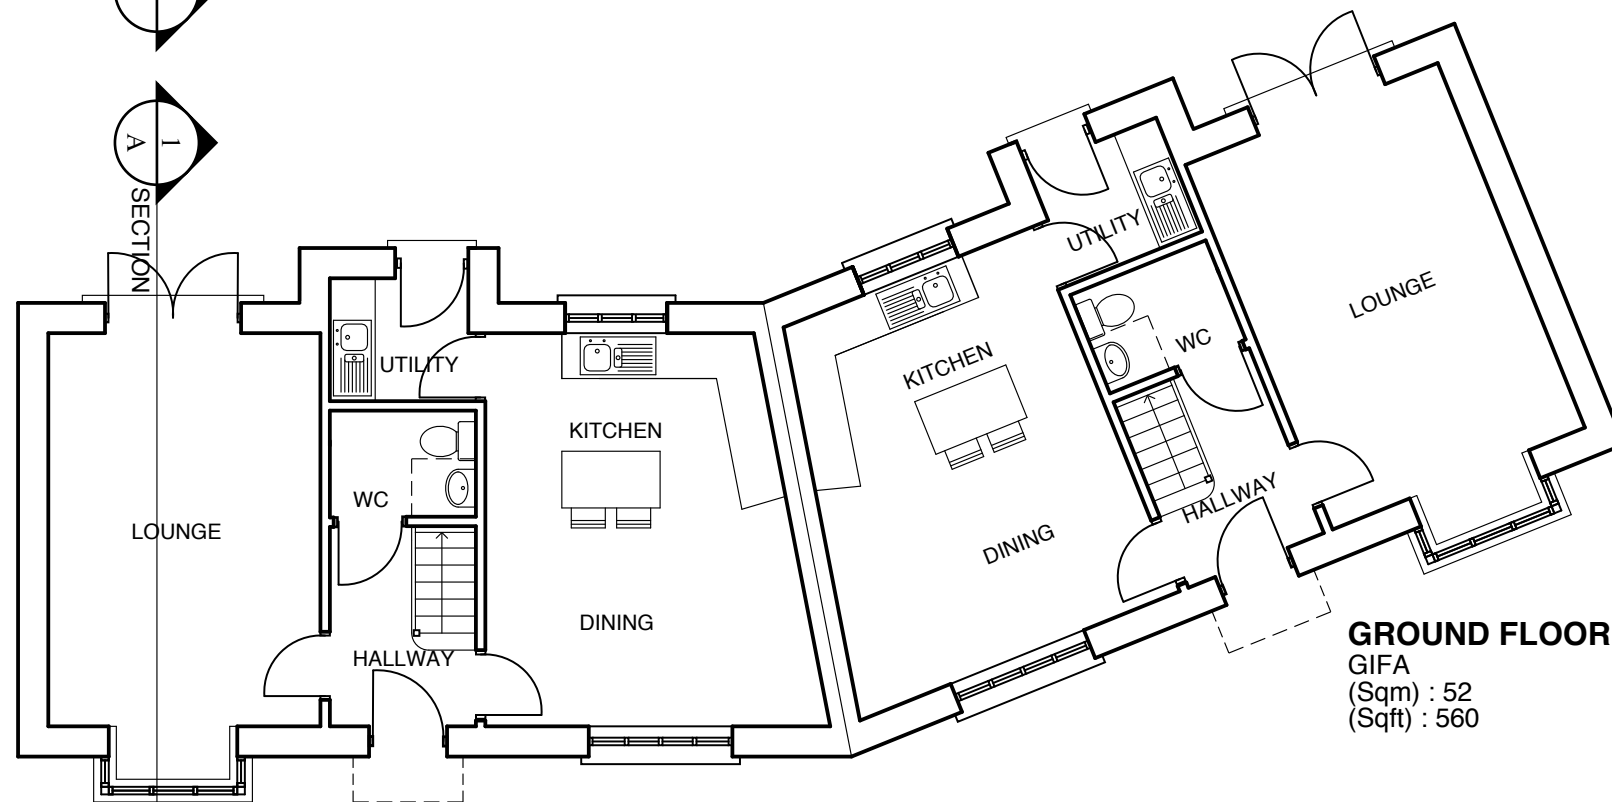 1
A
SECTION
UTILITY
KITCHEN
WC
LOUNGE
DINING
HALLWAY
UTILITY
LOUNGE
WC
KITCHEN
HALLWAY
DINING
GROUND FLOOR
GIFA
(Sqm) : 52
(Sqft) : 560